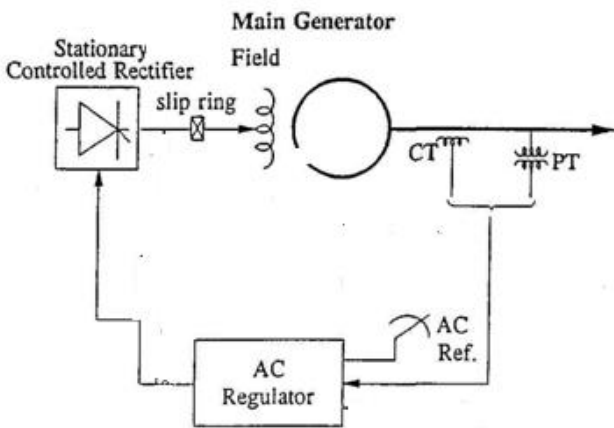 Main Generator
Field
Stationary
Controlled Rectifier
slip ring
CT
PT
AC
Ref.
AC
Regulator